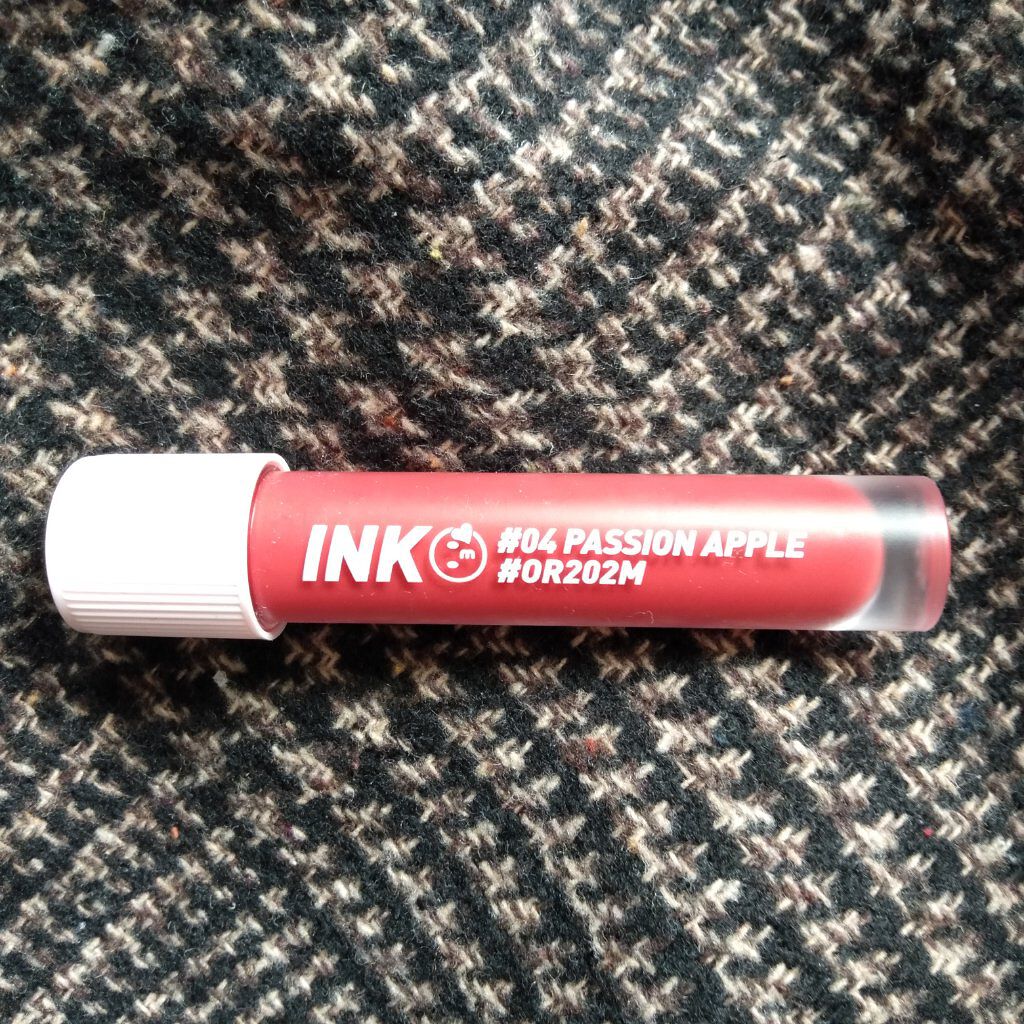 INK #04 PASSION APPLE
#OR202M